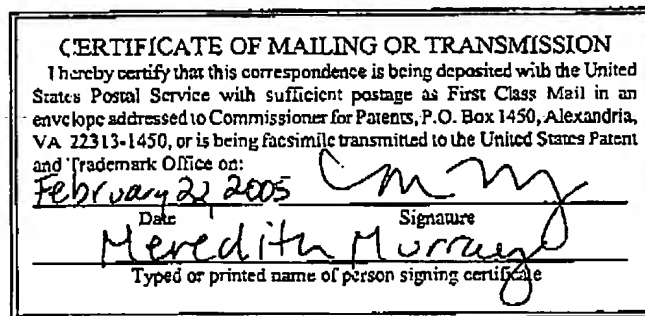 CERTIFICATE OF MAILING OR TRANSMISSION
I hereby certify that this correspondence is being deposited with the United
States Postal Service with sufficient postage as First Class Mail in an
envelope addressed to Commissioner for Patents, P.O. Box 1450, Alexandria,
VA 22313-1450, or is being facsimile transmitted to the United States Patent
and Trademark Office on:
February 22, 2005
Date Signature
Meredith Murray
Typed or printed name of person signing certificate